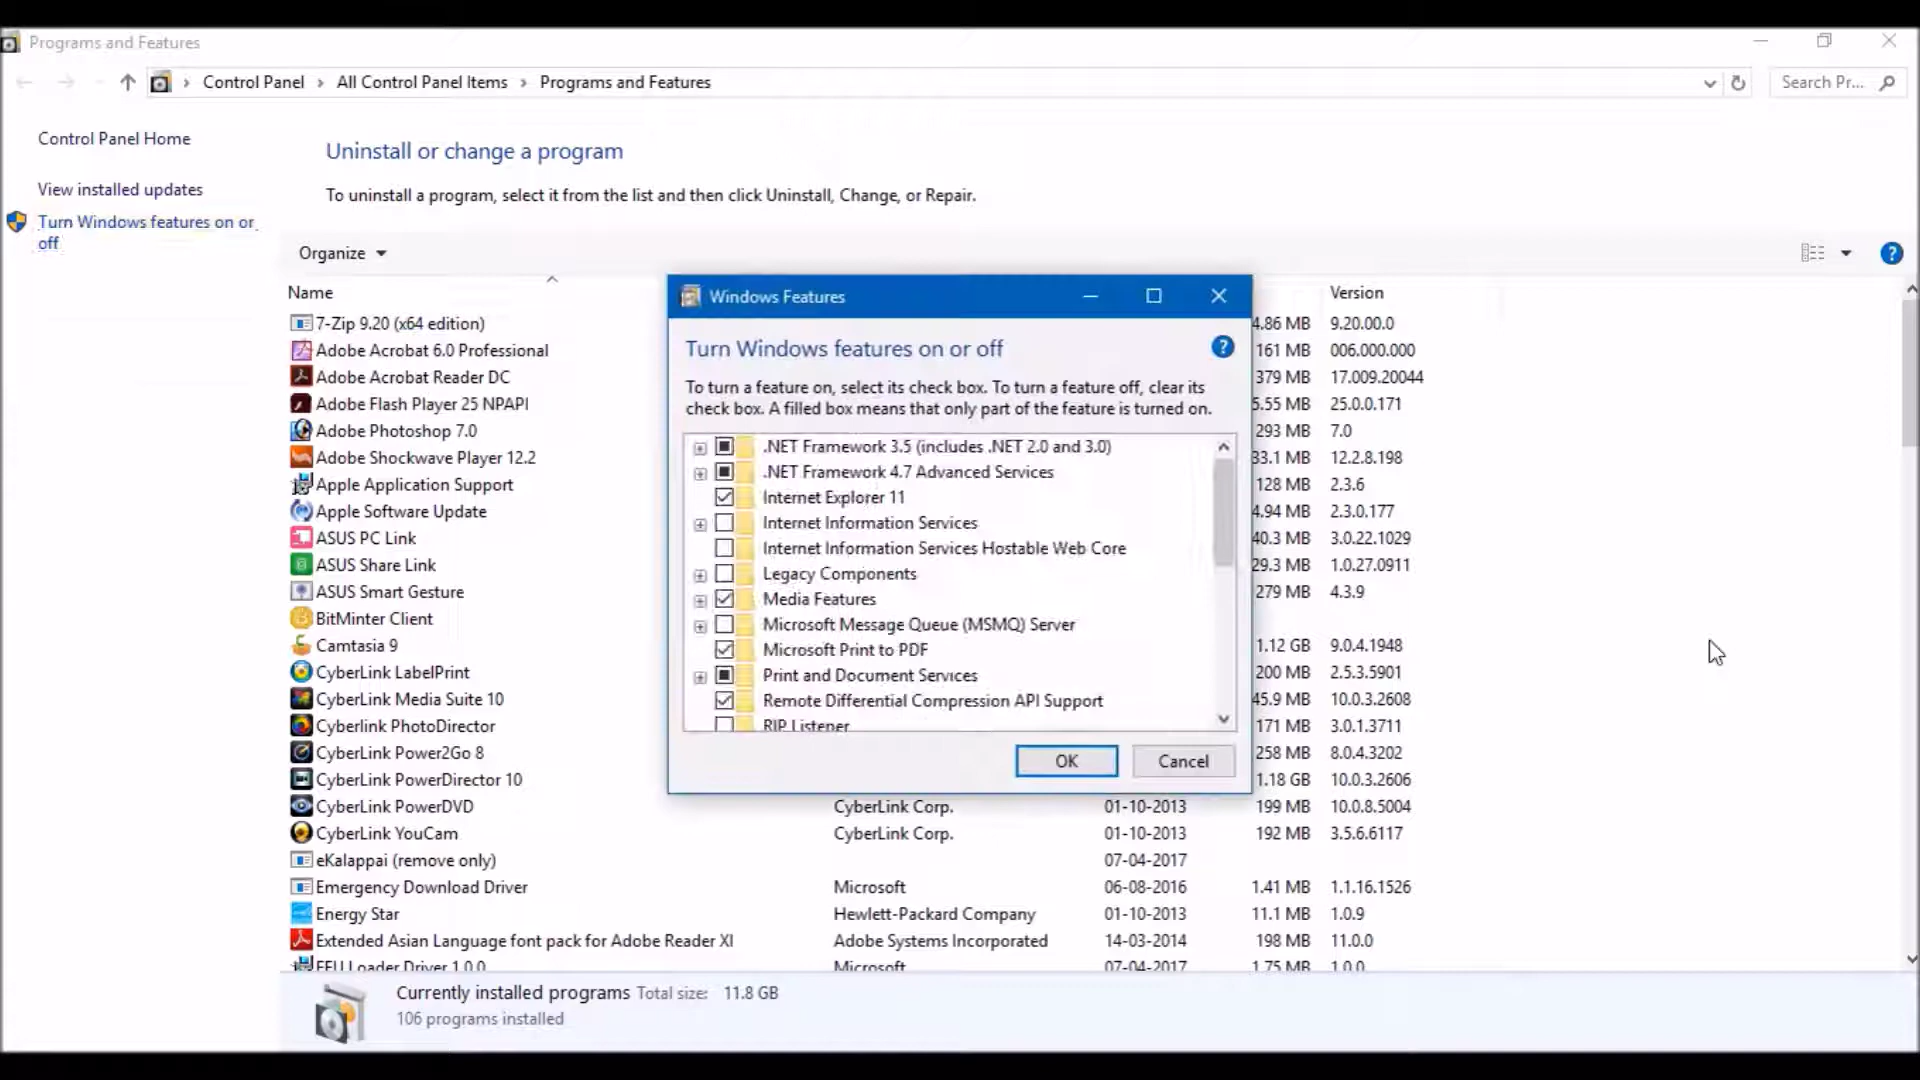 Programs and Features
Control Panel › All Control Panel Items › Programs and Features
Search Pr...
Control Panel Home
View installed updates
Turn Windows features on or
off
Uninstall or change a program
To uninstall a program, select it from the list and then click Uninstall, Change, or Repair.
Organize
Name
Version
7-Zip 9.20 (x64 edition) 4.86 MB 9.20.00.0
Adobe Acrobat 6.0 Professional 161 MB 006.000.000
Adobe Acrobat Reader DC 379 MB 17.009.20044
Adobe Flash Player 25 NPAPI 5.55 MB 25.0.0.171
Adobe Photoshop 7.0 293 MB 7.0
Adobe Shockwave Player 12.2 33.1 MB 12.2.8.198
Apple Application Support 128 MB 2.3.6
Apple Software Update 4.94 MB 2.3.0.177
ASUS PC Link 40.3 MB 3.0.22.1029
ASUS Share Link 29.3 MB 1.0.27.0911
ASUS Smart Gesture 279 MB 4.3.9
BitMinter Client
Camtasia 9 1.12 GB 9.0.4.1948
CyberLink LabelPrint 200 MB 2.5.3.5901
CyberLink Media Suite 10 45.9 MB 10.0.3.2608
Cyberlink PhotoDirector 171 MB 3.0.1.3711
CyberLink Power2Go 8 258 MB 8.0.4.3202
CyberLink PowerDirector 10 1.18 GB 10.0.3.2606
CyberLink PowerDVD CyberLink Corp. 01-10-2013 199 MB 10.0.8.5004
CyberLink YouCam CyberLink Corp. 01-10-2013 192 MB 3.5.6.6117
eKalappai (remove only) 07-04-2017
Emergency Download Driver Microsoft 06-08-2016 1.41 MB 1.1.16.1526
Energy Star Hewlett-Packard Company 01-10-2013 11.1 MB 1.0.9
Extended Asian Language font pack for Adobe Reader XI Adobe Systems Incorporated 14-03-2014 198 MB 11.0.0
FFU Loader Driver 1.0.0 Microsoft 07-04-2017 1.75 MB 1.0.0
Windows Features
Turn Windows features on or off
To turn a feature on, select its check box. To turn a feature off, clear its
check box. A filled box means that only part of the feature is turned on.
.NET Framework 3.5 (includes .NET 2.0 and 3.0)
.NET Framework 4.7 Advanced Services
Internet Explorer 11
Internet Information Services
Internet Information Services Hostable Web Core
Legacy Components
Media Features
Microsoft Message Queue (MSMQ) Server
Microsoft Print to PDF
Print and Document Services
Remote Differential Compression API Support
RIP Listener
OK
Cancel
Currently installed programs Total size: 11.8 GB
106 programs installed